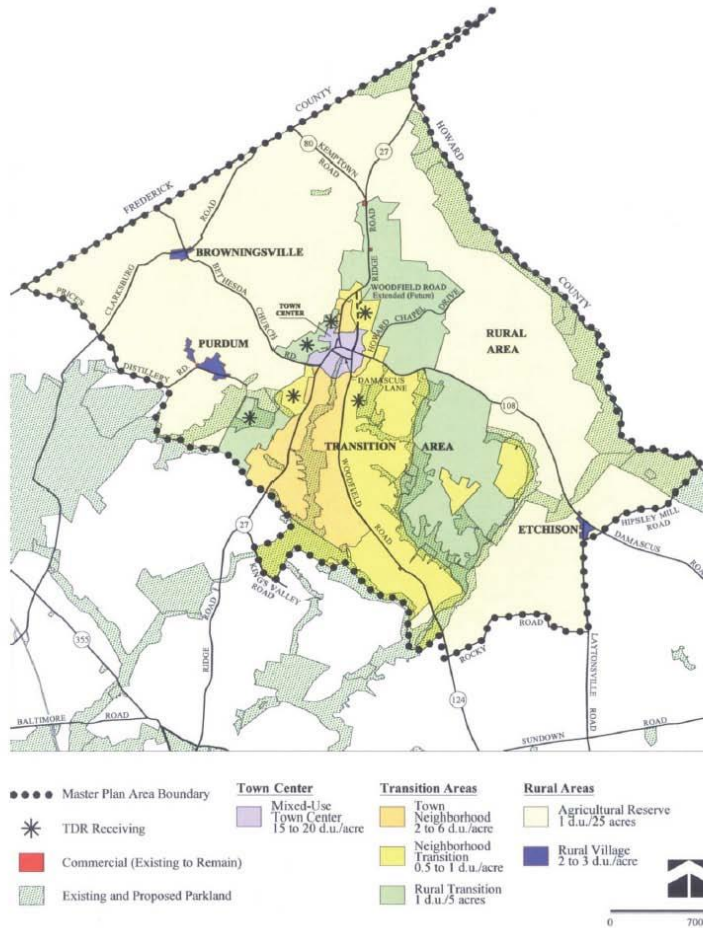 COUNTY
FREDERICK
HOWARD
COUNTY
80
KEMPTOWN
ROAD
27
ROAD
RIDGE
CLARKSBURG
ROAD
BROWNINGSVILLE
BETHESDA
CHURCH
RD.
TOWN
CENTER
WOODFIELD ROAD
Extended (Future)
HOWARD
CHAPEL
DRIVE
RURAL
AREA
PRICE'S
DISTILLERY
RD.
PURDUM
DAMASCUS
LANE
108
TRANSITION
AREA
WOODFIELD
ROAD
ETCHISON
HIPSLEY MILL
ROAD
DAMASCUS
27
KING'S VALLEY
ROAD
ROCKY
ROAD
355
RIDGE
ROAD
124
LAYTONSVILLE
ROAD
BALTIMORE
ROAD
SUNDOWN
ROAD
Master Plan Area Boundary
TDR Receiving
Commercial (Existing to Remain)
Existing and Proposed Parkland
Town Center
Mixed-Use
Town Center
15 to 20 d.u./acre
Transition Areas
Town
Neighborhood
2 to 6 d.u./acre
Neighborhood
Transition
0.5 to 1 d.u./acre
Rural Transition
1 d.u./5 acres
Rural Areas
Agricultural Reserve
1 d.u./25 acres
Rural Village
2 to 3 d.u./acre
0